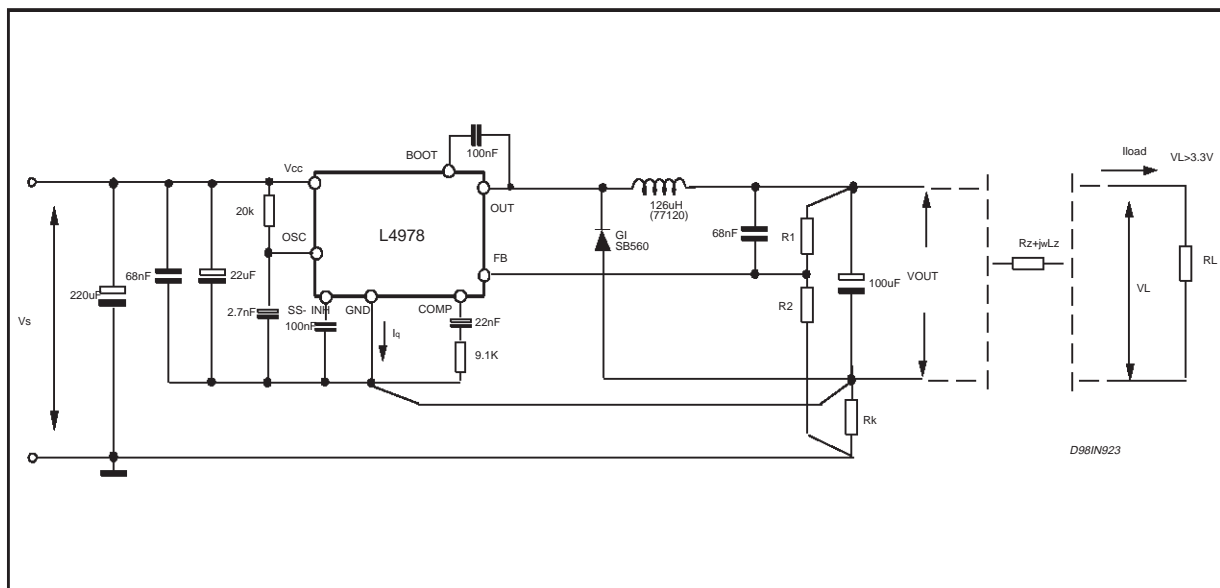 BOOT
100nF
Vcc
OUT
20k
OSC
L4978
126uH
(77120)
GI
SB560
FB
68nF
R1
Iload
VL>3.3V
Rz+jwLz
RL
68nF
22uF
220uF
2.7nF
SS- INH
100nF
GND
COMP
22nF
Iq
9.1K
Vs
R2
100uF
VOUT
VL
Rk
D98IN923